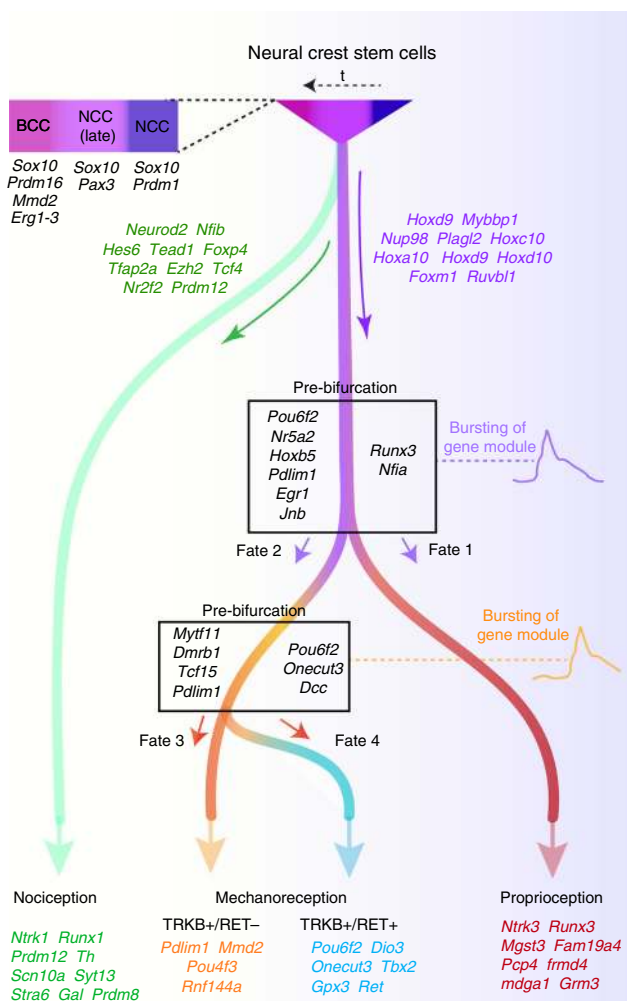 Neural crest stem cells
t
BCC
NCC
(late)
NCC
Sox10
Prdm16
Mmd2
Erg1-3
Sox10
Pax3
Sox10
Prdm1
Neurod2 Nfib
Hes6 Tead1 Foxp4
Tfap2a Ezh2 Tcf4
Nr2f2 Prdm12
Hoxd9 Mybbp1
Nup98 Plagl2 Hoxc10
Hoxa10 Hoxd9 Hoxd10
Foxm1 Ruvbl1
Pre-bifurcation
Pou6f2
Nr5a2
Hoxb5
Pdlim1
Egr1
Jnb
Runx3
Nfia
Bursting of
gene module
Fate 2
Fate 1
Pre-bifurcation
Mytf11
Dmrb1
Tcf15
Pdlim1
Pou6f2
Onecut3
Dcc
Bursting of
gene module
Fate 3
Fate 4
Nociception
Ntrk1 Runx1
Prdm12 Th
Scn10a Syt13
Stra6 Gal Prdm8
Mechanoreception
TRKB+/RET–
Pdlim1 Mmd2
Pou4f3
Rnf144a
TRKB+/RET+
Pou6f2 Dio3
Onecut3 Tbx2
Gpx3 Ret
Proprioception
Ntrk3 Runx3
Mgst3 Fam19a4
Pcp4 frmd4
mdga1 Grm3